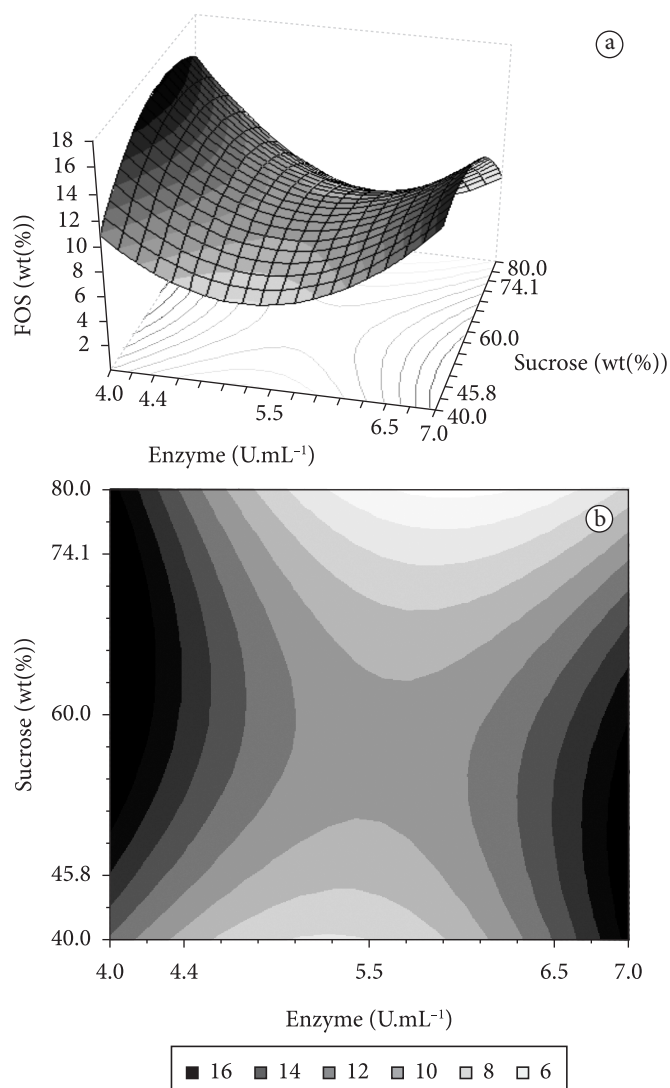 a
18
16
14
12
10
8
6
4
2
FOS (wt(%))
4.0 4.4 5.5 6.5 7.0
Enzyme (U.mL⁻¹)
80.0
74.1
60.0
45.8
40.0
Sucrose (wt(%))
b
80.0
74.1
60.0
45.8
40.0
Sucrose (wt(%))
4.0 4.4 5.5 6.5 7.0
Enzyme (U.mL⁻¹)
16 14 12 10 8 6